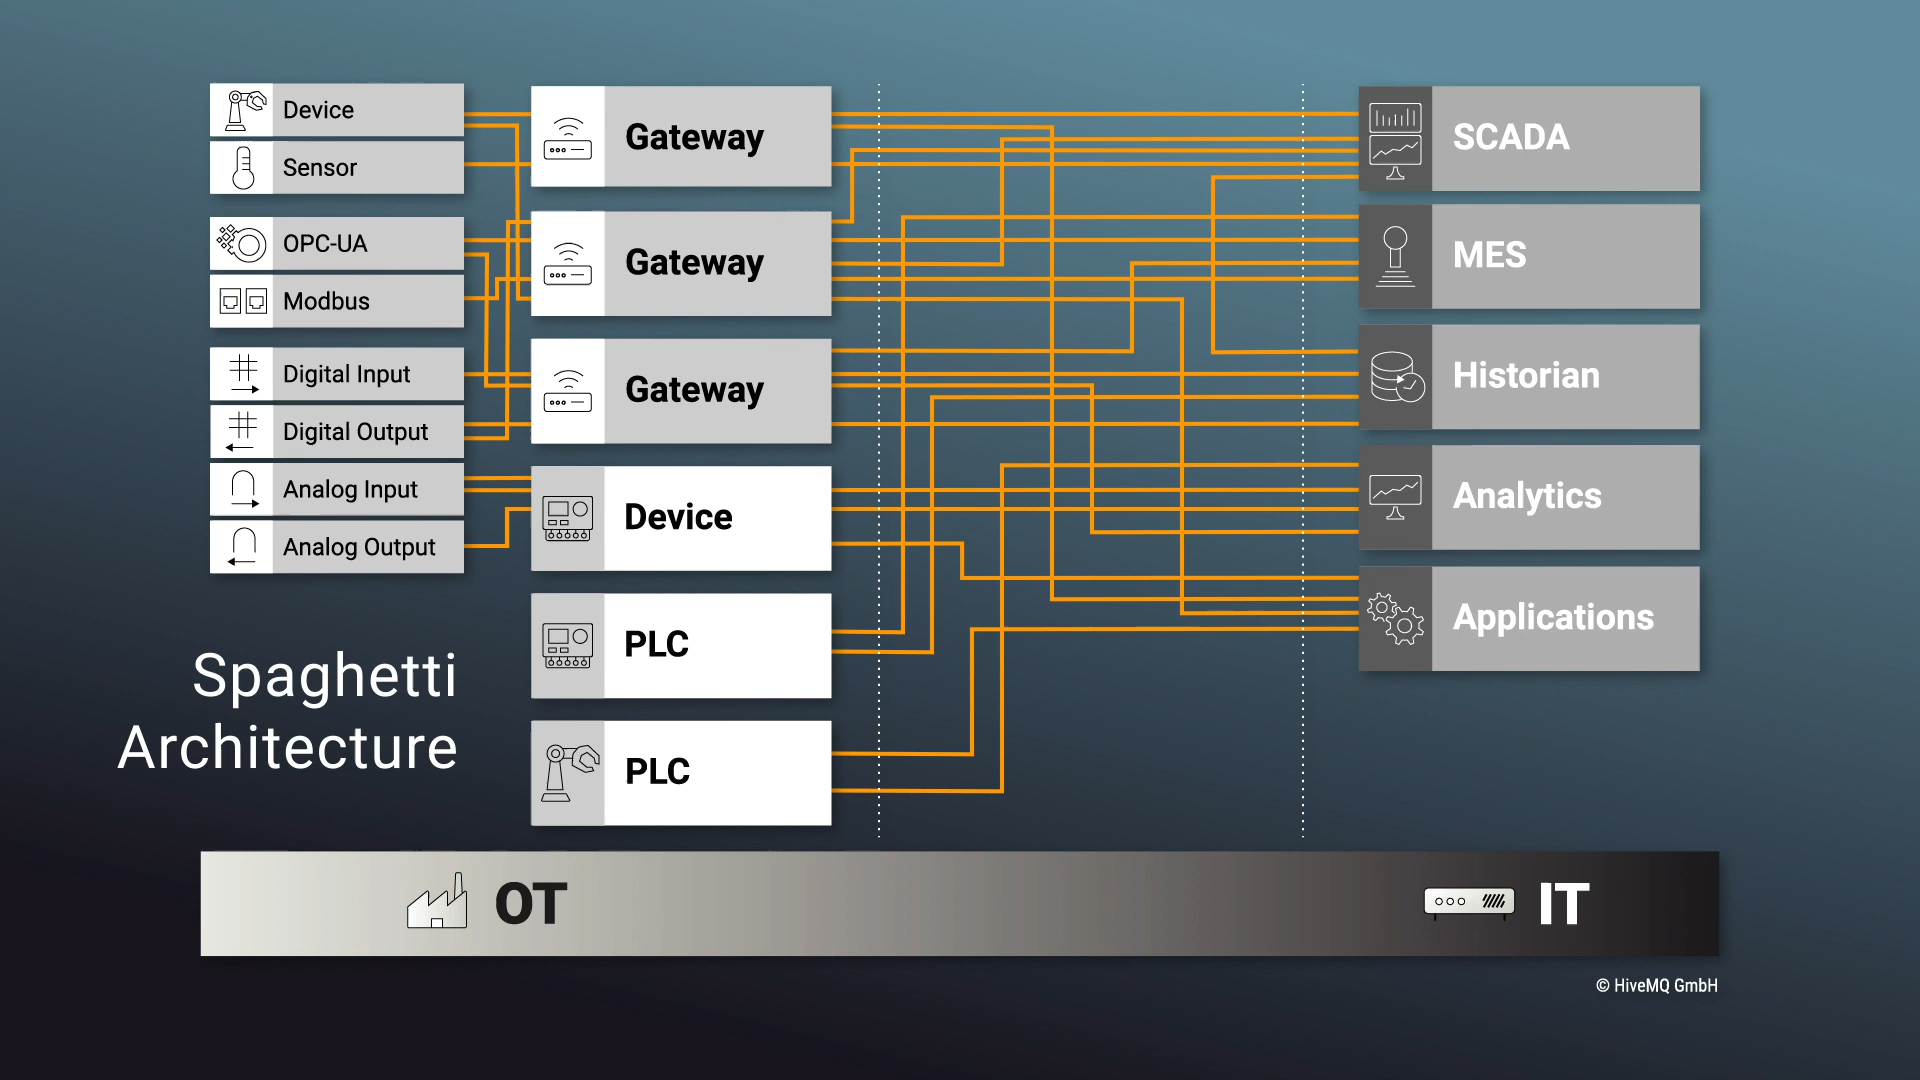 Device
Sensor
OPC-UA
Modbus
Digital Input
Digital Output
Analog Input
Analog Output
Gateway
Gateway
Gateway
Device
PLC
PLC
SCADA
MES
Historian
Analytics
Applications
Spaghetti
Architecture
OT
IT
© HiveMQ GmbH